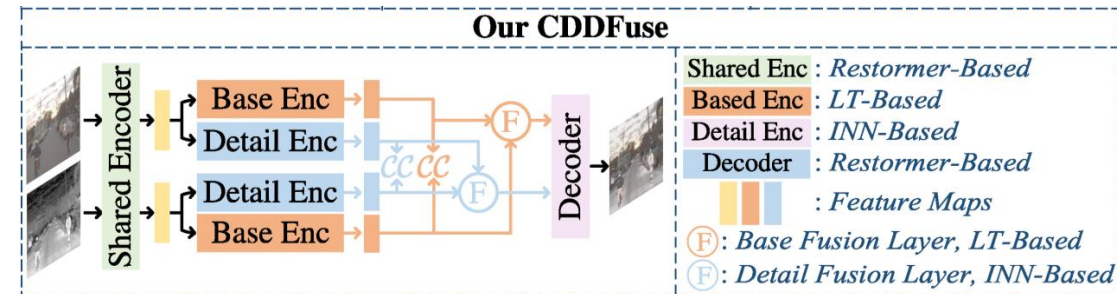 Our CDDFuse
Shared Encoder
Base Enc
Detail Enc
CC CC
Detail Enc
Base Enc
F
F
Decoder
Shared Enc : Restormer-Based
Based Enc : LT-Based
Detail Enc : INN-Based
Decoder : Restormer-Based
: Feature Maps
F : Base Fusion Layer, LT-Based
F : Detail Fusion Layer, INN-Based